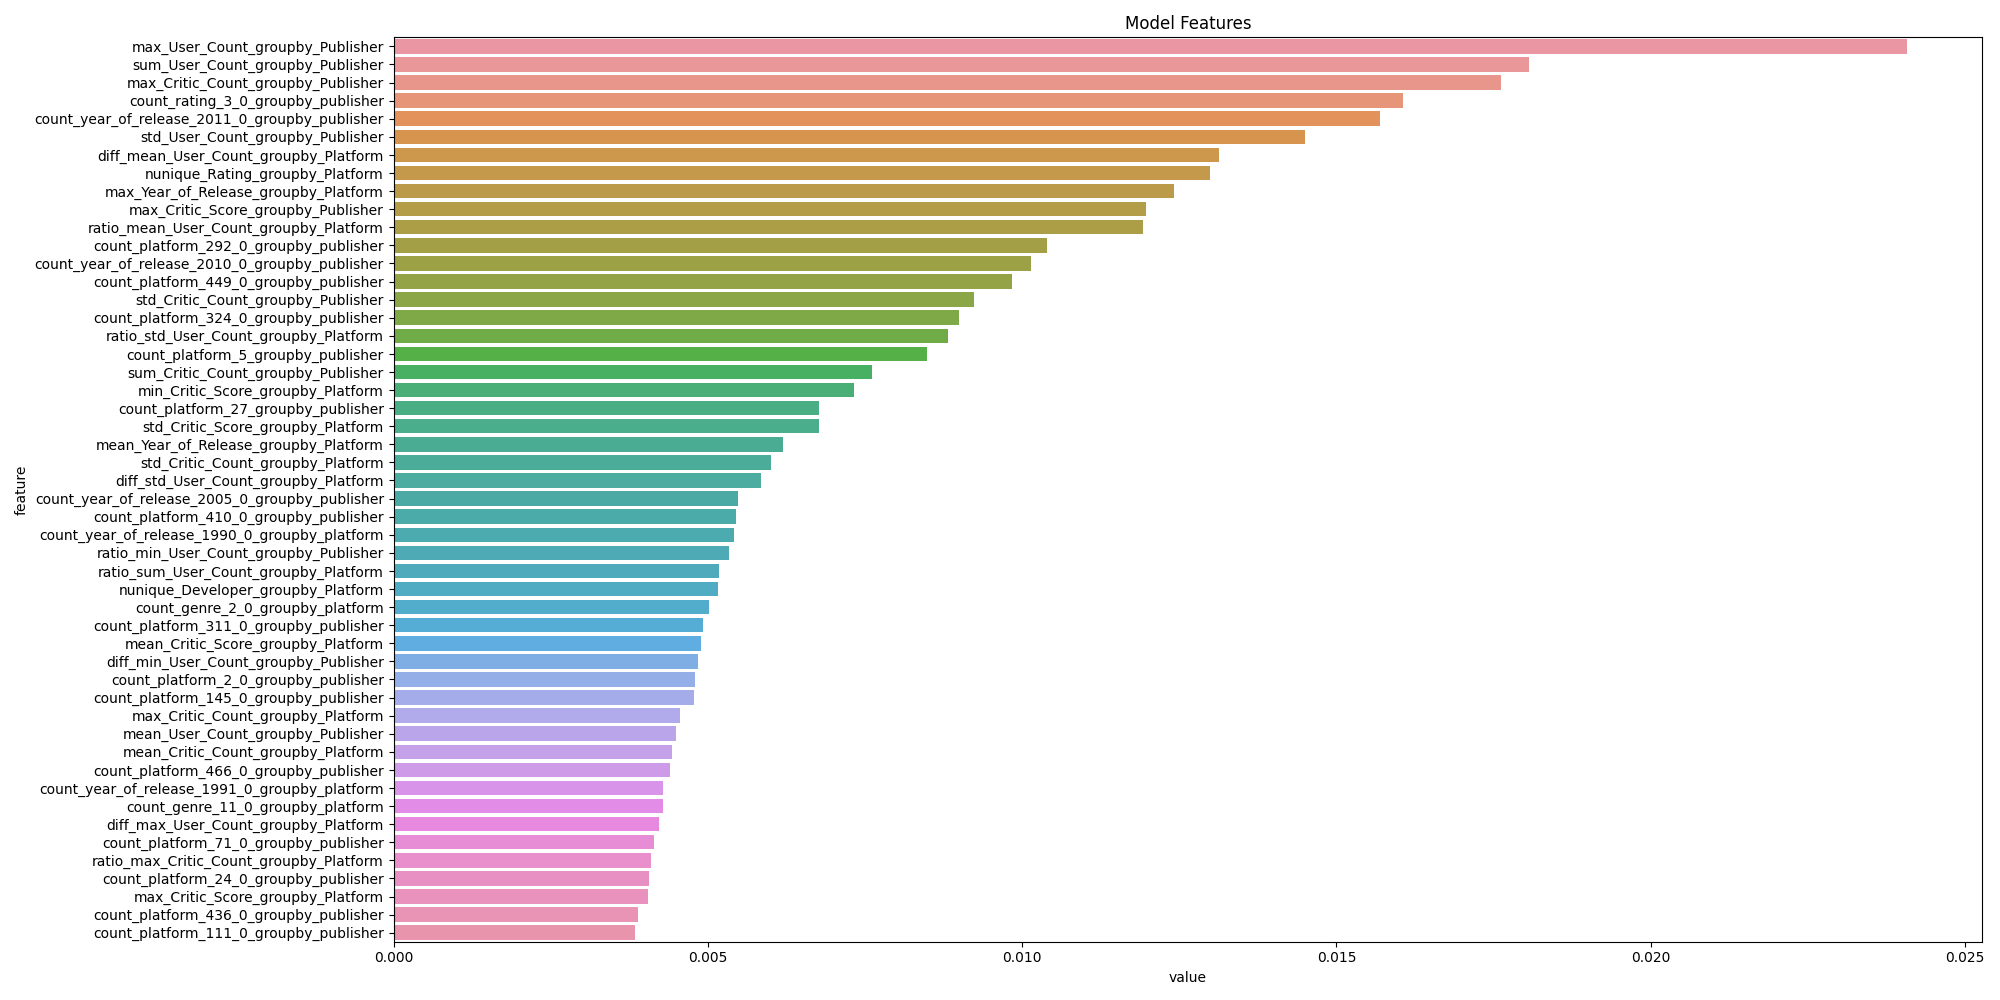 Model Features
max_User_Count_groupby_Publisher
sum_User_Count_groupby_Publisher
max_Critic_Count_groupby_Publisher
count_rating_3_0_groupby_publisher
count_year_of_release_2011_0_groupby_publisher
std_User_Count_groupby_Publisher
diff_mean_User_Count_groupby_Platform
nunique_Rating_groupby_Platform
max_Year_of_Release_groupby_Platform
max_Critic_Score_groupby_Publisher
ratio_mean_User_Count_groupby_Platform
count_platform_292_0_groupby_publisher
count_year_of_release_2010_0_groupby_publisher
count_platform_449_0_groupby_publisher
std_Critic_Count_groupby_Publisher
count_platform_324_0_groupby_publisher
ratio_std_User_Count_groupby_Platform
count_platform_5_groupby_publisher
sum_Critic_Count_groupby_Publisher
min_Critic_Score_groupby_Platform
count_platform_27_groupby_publisher
std_Critic_Score_groupby_Platform
mean_Year_of_Release_groupby_Platform
std_Critic_Count_groupby_Platform
diff_std_User_Count_groupby_Platform
count_year_of_release_2005_0_groupby_publisher
count_platform_410_0_groupby_publisher
count_year_of_release_1990_0_groupby_platform
ratio_min_User_Count_groupby_Publisher
ratio_sum_User_Count_groupby_Platform
nunique_Developer_groupby_Platform
count_genre_2_0_groupby_platform
count_platform_311_0_groupby_publisher
mean_Critic_Score_groupby_Platform
diff_min_User_Count_groupby_Publisher
count_platform_2_0_groupby_publisher
count_platform_145_0_groupby_publisher
max_Critic_Count_groupby_Platform
mean_User_Count_groupby_Publisher
mean_Critic_Count_groupby_Platform
count_platform_466_0_groupby_publisher
count_year_of_release_1991_0_groupby_platform
count_genre_11_0_groupby_platform
diff_max_User_Count_groupby_Platform
count_platform_71_0_groupby_publisher
ratio_max_Critic_Count_groupby_Platform
count_platform_24_0_groupby_publisher
max_Critic_Score_groupby_Platform
count_platform_436_0_groupby_publisher
count_platform_111_0_groupby_publisher
feature
0.000 0.005 0.010 0.015 0.020 0.025
value